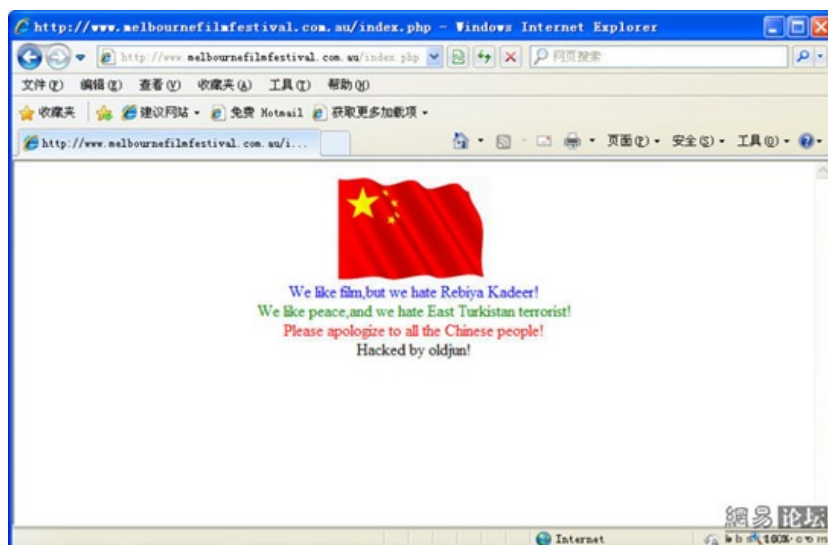 http://www.melbournefilmfestival.com.au/index.php - Windows Internet Explorer
http://www.melbournefilmfestival.com.au/index.php 网页搜索
文件(F) 编辑(E) 查看(V) 收藏夹(A) 工具(T) 帮助(H)
收藏夹 建议网站 免费 Hotmail 获取更多加载项
http://www.melbournefilmfestival.com.au/i... 页面(P) 安全(S) 工具(O)
We like film,but we hate Rebiya Kadeer!
We like peace,and we hate East Turkistan terrorist!
Please apologize to all the Chinese people!
Hacked by oldjun!
網易论坛
Internet 100%